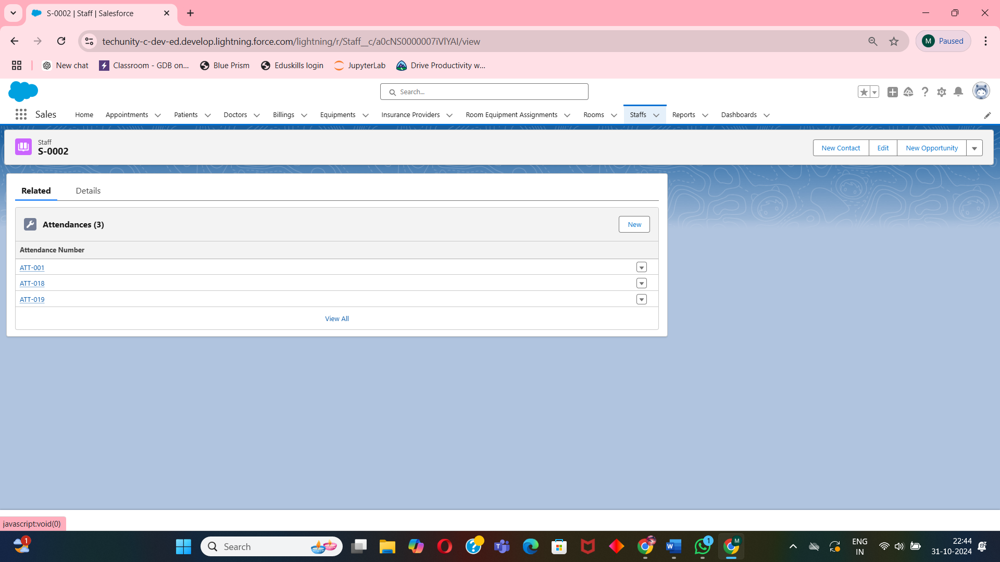 S-0002 | Staff | Salesforce
techunity-c-dev-ed.develop.lightning.force.com/lightning/r/Staff__c/a0cNS0000007iVlYAI/view
M Paused
New chat
Classroom - GDB on...
Blue Prism
Eduskills login
JupyterLab
Drive Productivity w...
Search...
Sales
Home
Appointments
Patients
Doctors
Billings
Equipments
Insurance Providers
Room Equipment Assignments
Rooms
Staffs
Reports
Dashboards
Staff
S-0002
New Contact
Edit
New Opportunity
Related
Details
Attendances (3)
New
Attendance Number
ATT-001
ATT-018
ATT-019
View All
javascript:void(0)
1
Search
1
M
ENG
IN
22:44
31-10-2024